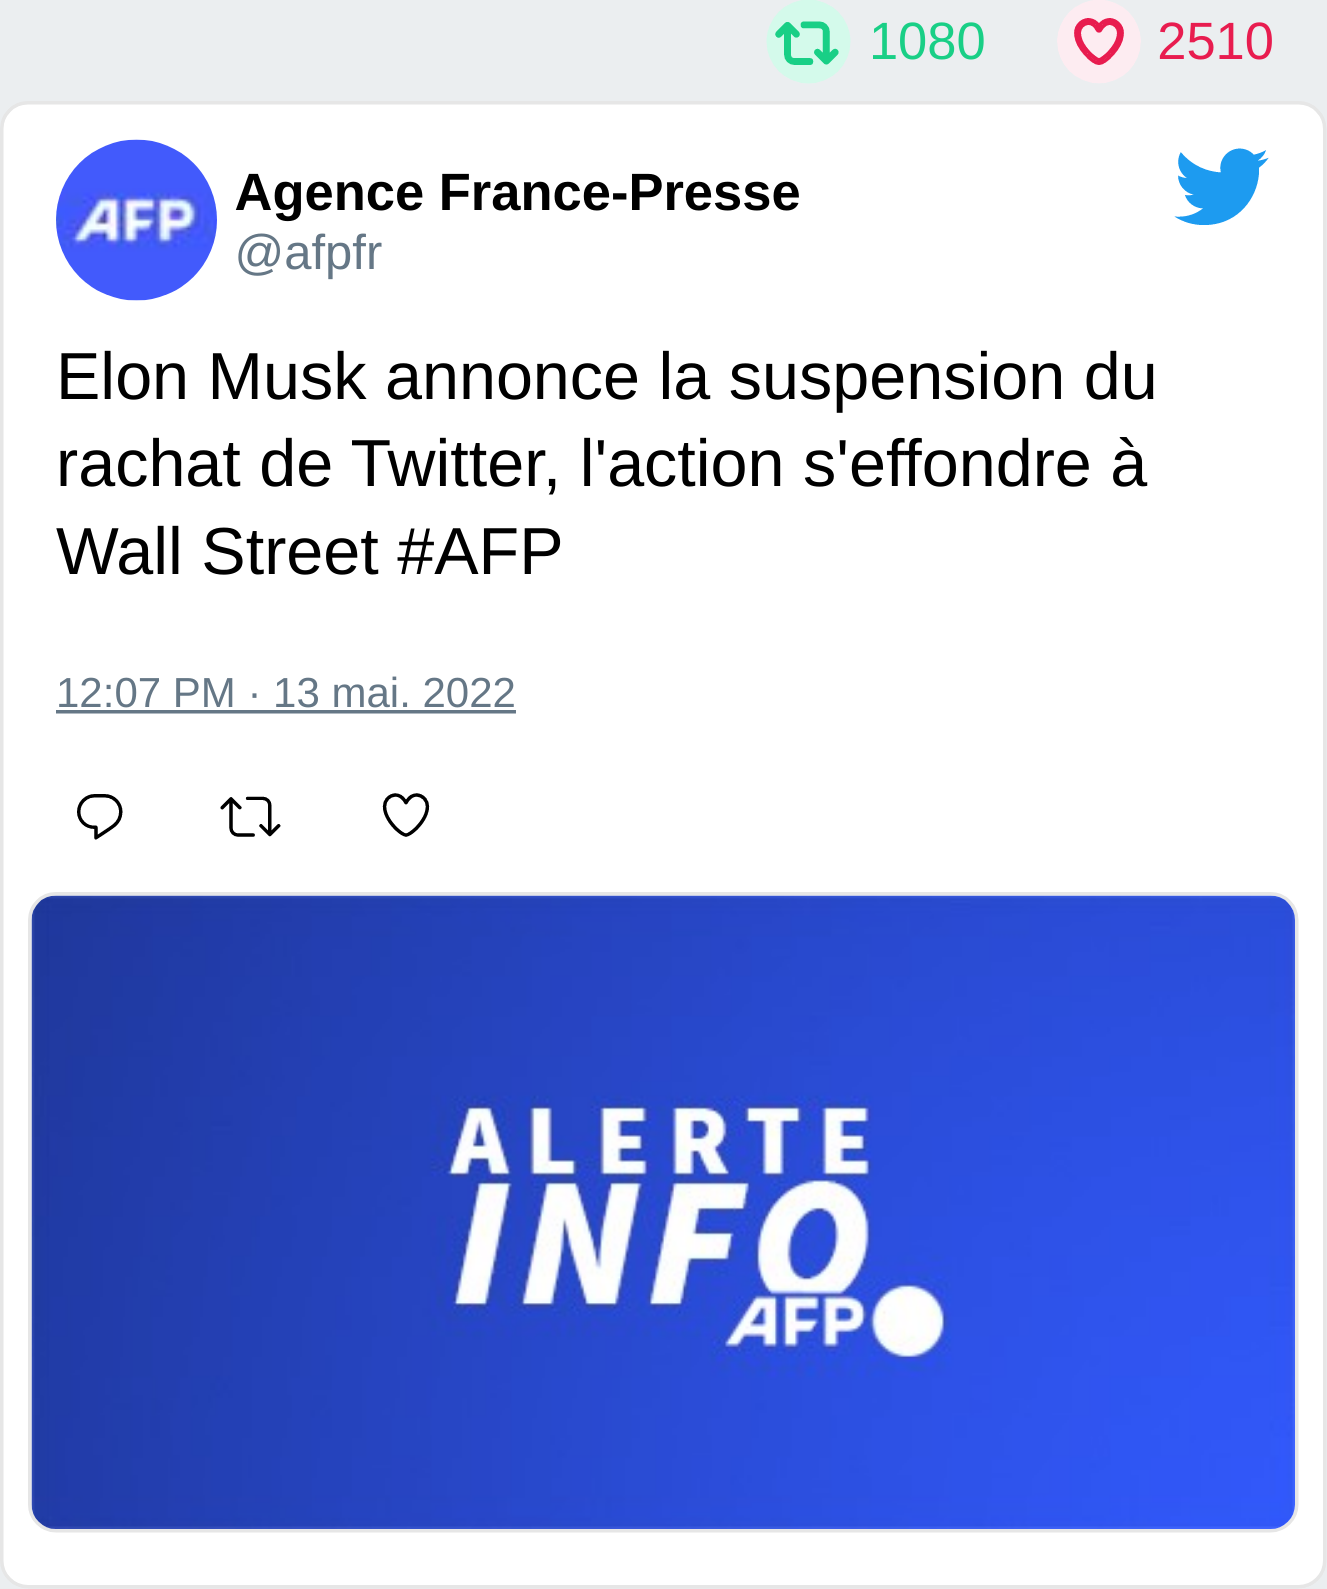 1080 2510
AFP
Agence France-Presse
@afpfr
Elon Musk annonce la suspension du
rachat de Twitter, l'action s'effondre à
Wall Street #AFP
12:07 PM · 13 mai. 2022
ALERTE
INFO
AFP